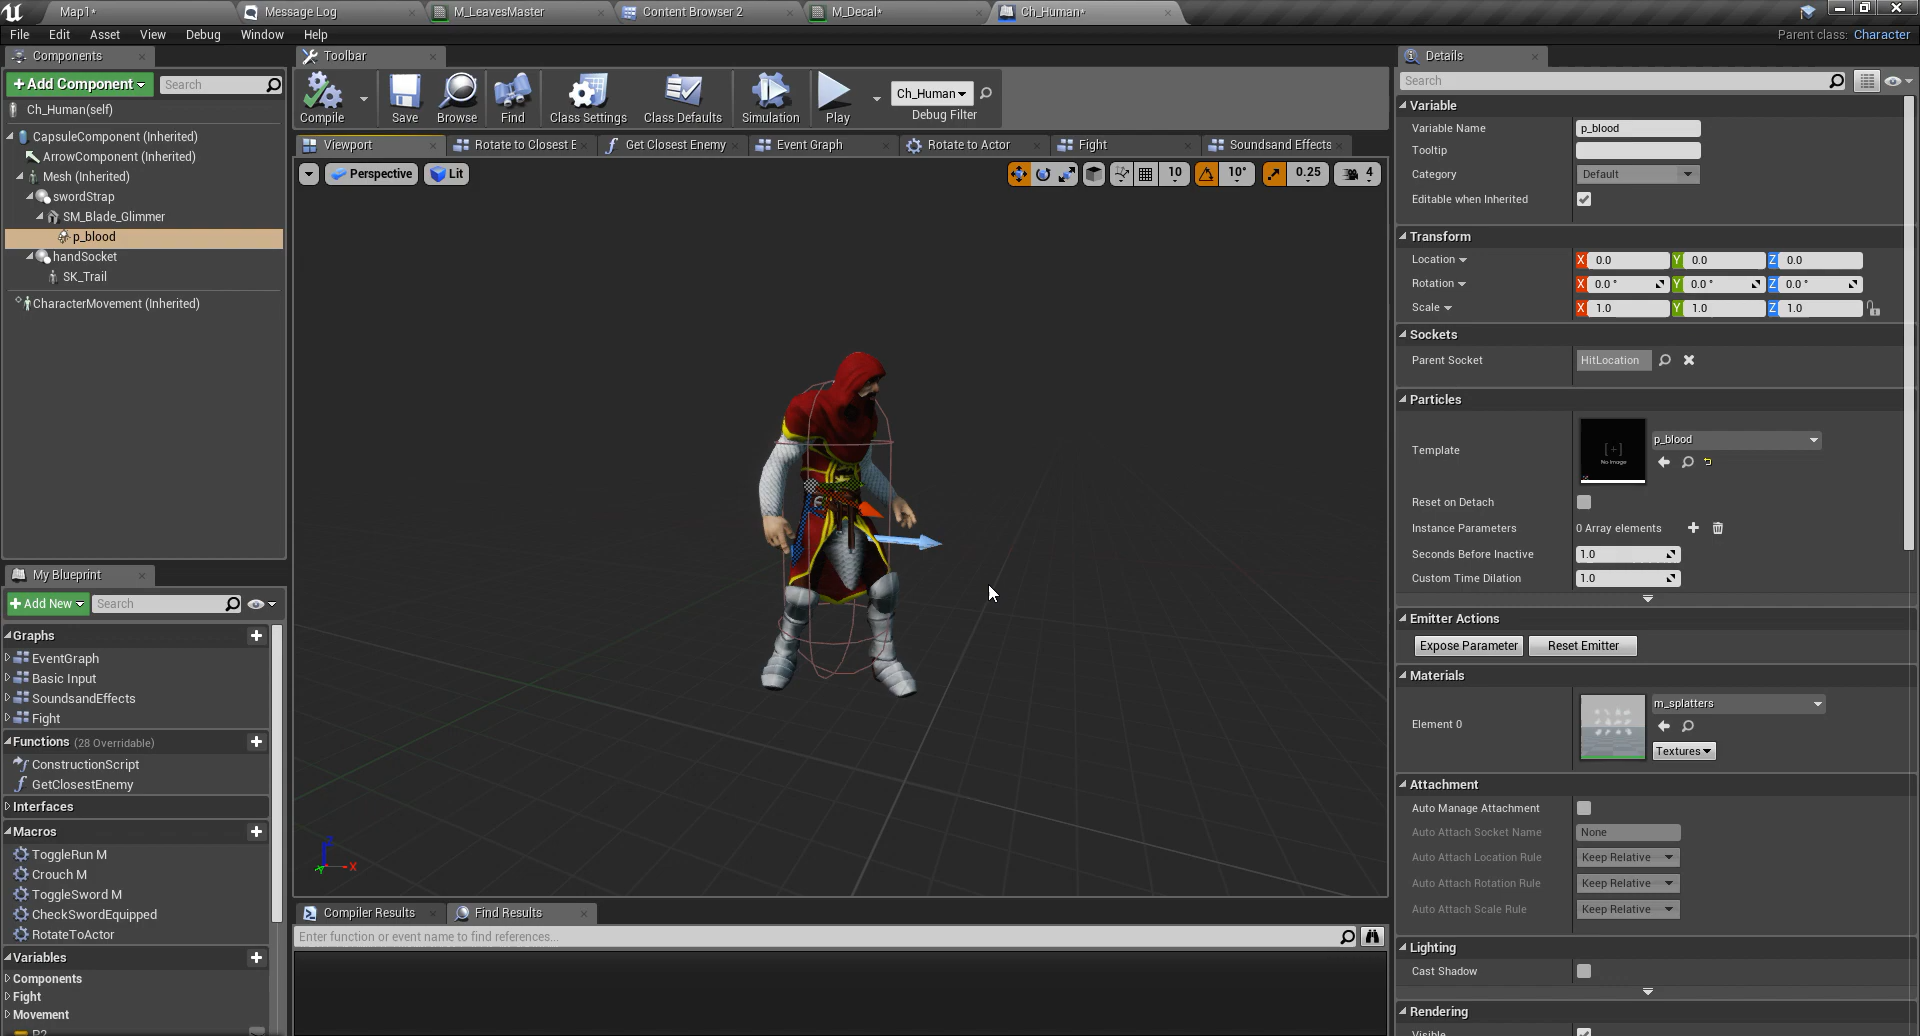 Map1*
Message Log
M_LeavesMaster
Content Browser 2
M_Decal*
Ch_Human*
File Edit Asset View Debug Window Help
Parent class: Character
Components
Add Component
Search
Ch_Human(self)
CapsuleComponent (Inherited)
ArrowComponent (Inherited)
Mesh (Inherited)
swordStrap
SM_Blade_Glimmer
p_blood
handSocket
SK_Trail
CharacterMovement (Inherited)
My Blueprint
Add New
Search
Graphs
EventGraph
Basic Input
SoundsandEffects
Fight
Functions (28 Overridable)
ConstructionScript
GetClosestEnemy
Interfaces
Macros
ToggleRun M
Crouch M
ToggleSword M
CheckSwordEquipped
RotateToActor
Variables
Components
Fight
Movement
Toolbar
Compile
Save
Browse
Find
Class Settings
Class Defaults
Simulation
Play
Ch_Human
Debug Filter
Viewport
Rotate to Closest E
Get Closest Enemy
Event Graph
Rotate to Actor
Fight
Soundsand Effects
Perspective
Lit
10
10°
0.25
4
Z
Y
X
Compiler Results
Find Results
Enter function or event name to find references...
Details
Search
Variable
Variable Name p_blood
Tooltip
Category Default
Editable when Inherited
Transform
Location X 0.0 Y 0.0 Z 0.0
Rotation X 0.0 ° Y 0.0 ° Z 0.0 °
Scale X 1.0 Y 1.0 Z 1.0
Sockets
Parent Socket HitLocation
Particles
Template
[+]
No Image
p_blood
Reset on Detach
Instance Parameters 0 Array elements
Seconds Before Inactive 1.0
Custom Time Dilation 1.0
Emitter Actions
Expose Parameter
Reset Emitter
Materials
Element 0
m_splatters
Textures
Attachment
Auto Manage Attachment
Auto Attach Socket Name None
Auto Attach Location Rule Keep Relative
Auto Attach Rotation Rule Keep Relative
Auto Attach Scale Rule Keep Relative
Lighting
Cast Shadow
Rendering
Visible